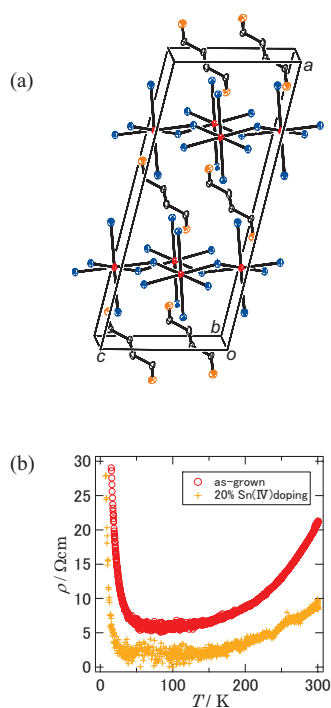 (a)
a
b
c
o
(b)
30
25
20
15
10
5
0
ρ / Ωcm
as-grown
20% Sn(IV)doping
0 100 200 300
T / K